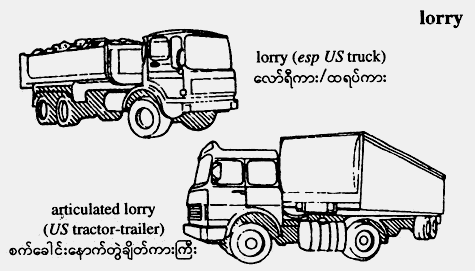 lorry
lorry (esp US truck)
လော်ရီကား/ထရပ်ကား
articulated lorry
(US tractor-trailer)
စက်ခေါင်းနောက်တွဲချိတ်ကားကြီး